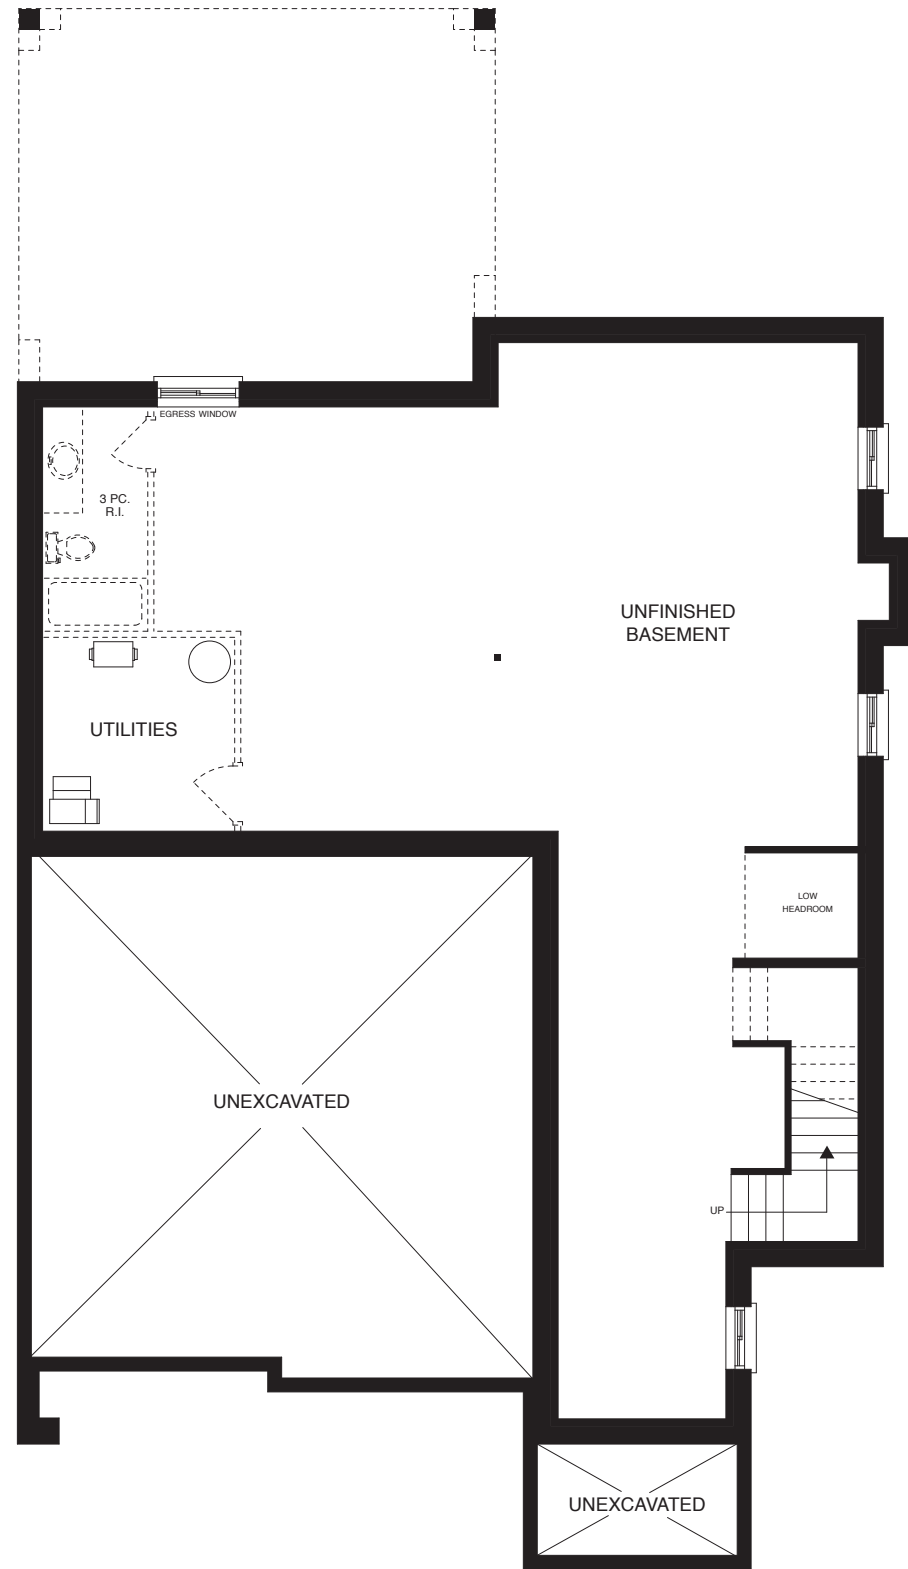 EGRESS WINDOW
3 PC.
R.I.
UNFINISHED
BASEMENT
UTILITIES
LOW
HEADROOM
UNEXCAVATED
UP
UNEXCAVATED